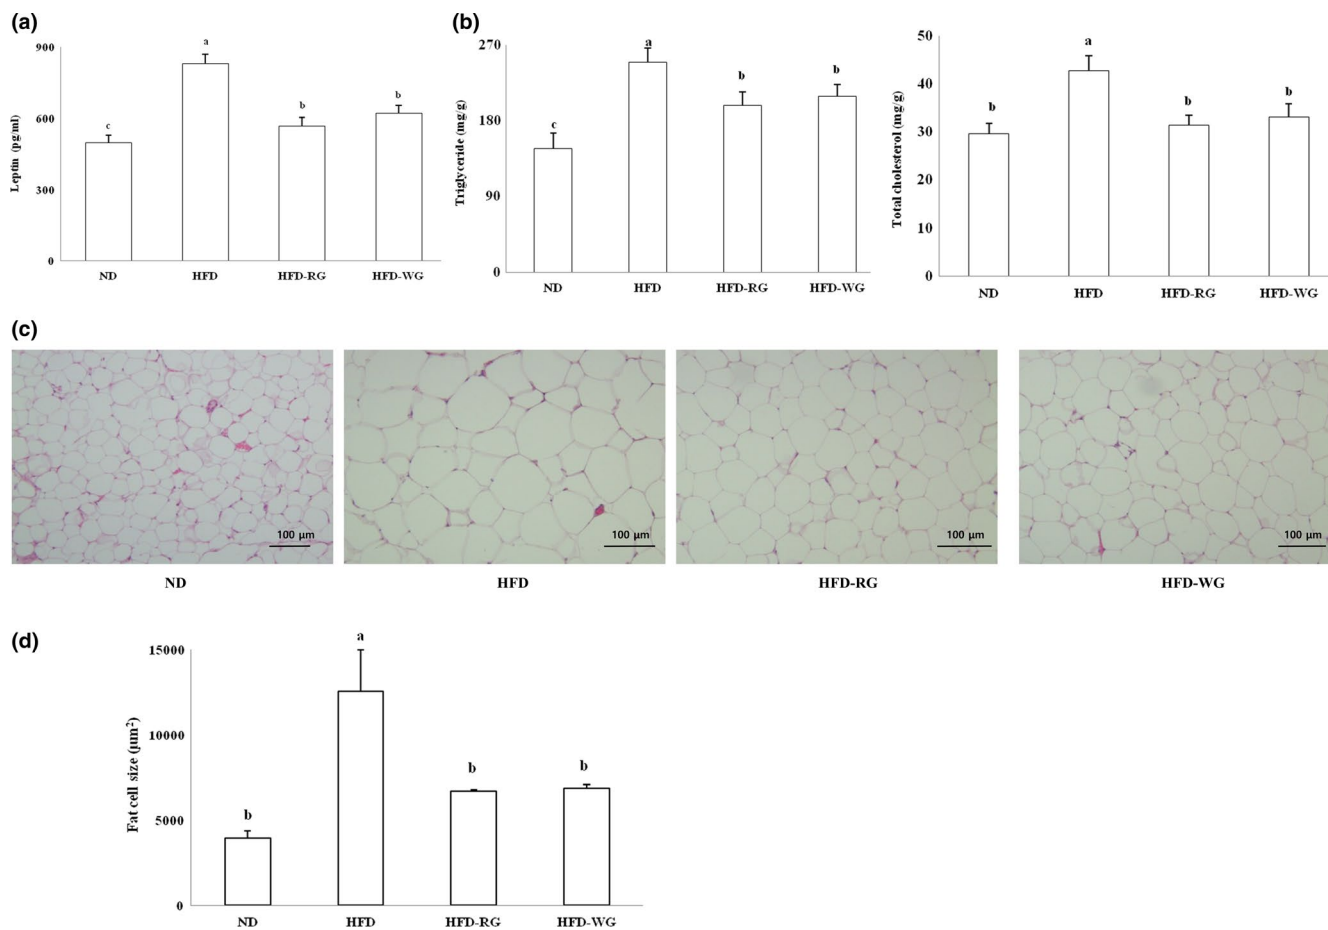 (a)
900
600
300
0
Leptin (pg/ml)
c
a
b
b
ND
HFD
HFD-RG
HFD-WG
(b)
270
180
90
0
Triglyceride (mg/g)
c
a
b
b
ND
HFD
HFD-RG
HFD-WG
50
40
30
20
10
0
Total cholesterol (mg/g)
b
a
b
b
ND
HFD
HFD-RG
HFD-WG
(c)
100 μm
100 μm
100 μm
100 μm
ND
HFD
HFD-RG
HFD-WG
(d)
15000
10000
5000
0
Fat cell size (μm²)
b
a
b
b
ND
HFD
HFD-RG
HFD-WG